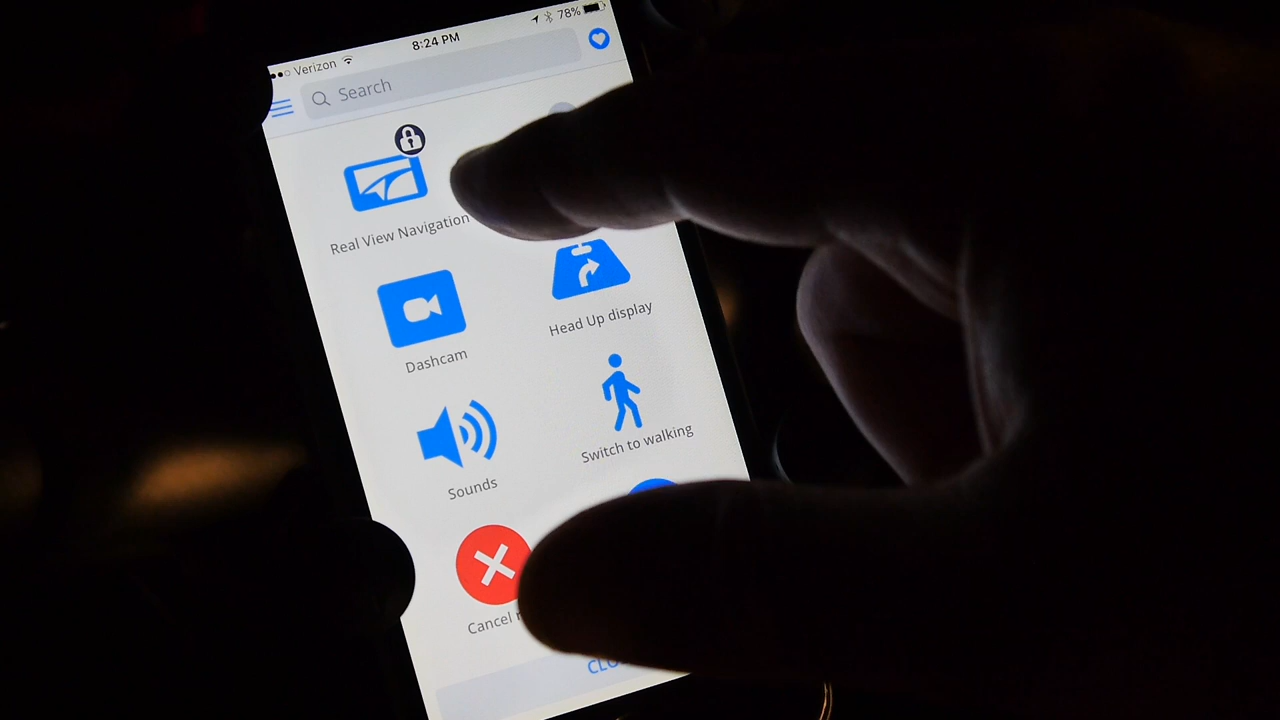 Verizon 8:24 PM 78%
Search
Real View Navigation
Head Up display
Dashcam
Switch to walking
Sounds
Cancel